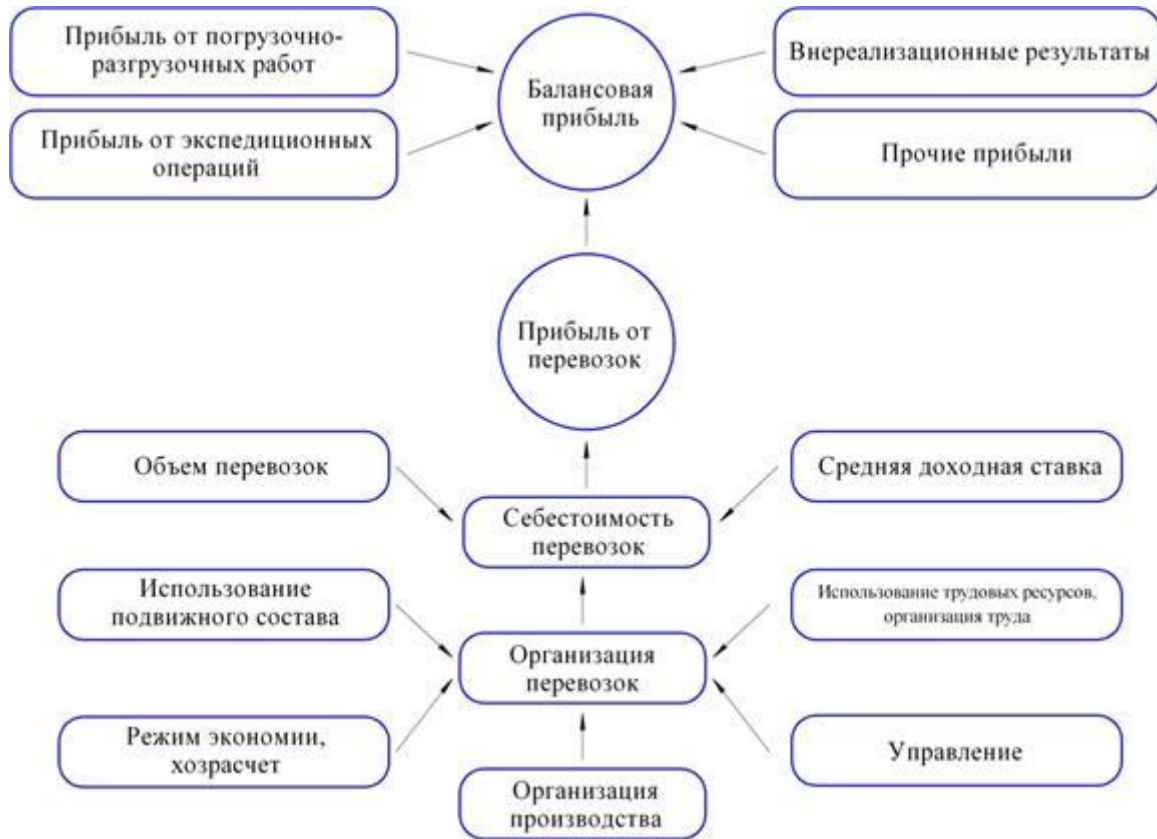 Прибыль от погрузочно-
разгрузочных работ
Балансовая
прибыль
Внереализационные результаты
Прибыль от экспедиционных
операций
Прочие прибыли
Прибыль от
перевозок
Объем перевозок
Средняя доходная ставка
Себестоимость
перевозок
Использование
подвижного состава
Использование трудовых ресурсов,
организация труда
Организация
перевозок
Режим экономии,
хозрасчет
Управление
Организация
производства